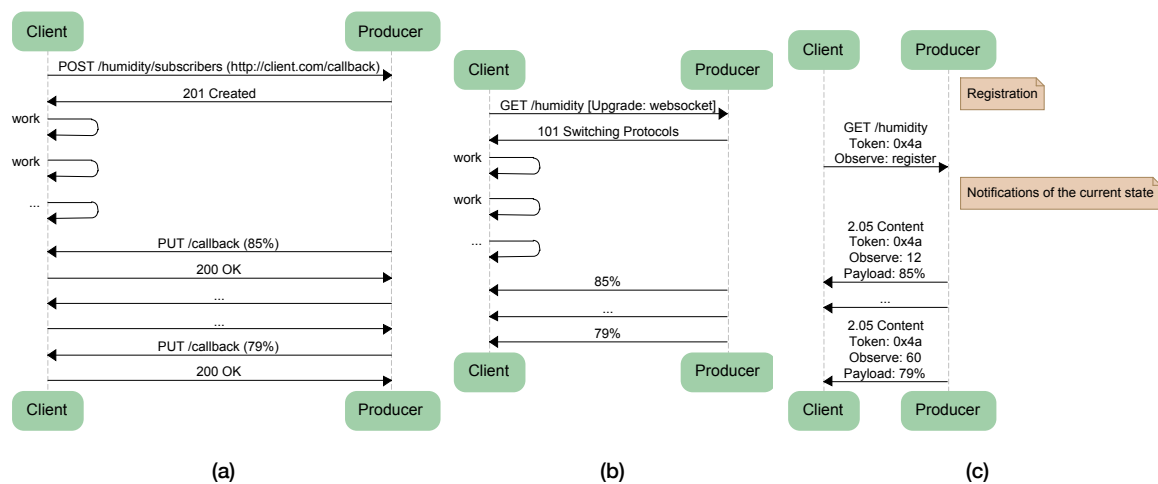 Client
Producer
POST /humidity/subscribers (http://client.com/callback)
201 Created
work
work
...
PUT /callback (85%)
200 OK
...
...
PUT /callback (79%)
200 OK
Client
Producer
(a)
Client
Producer
GET /humidity [Upgrade: websocket]
101 Switching Protocols
work
work
...
85%
...
79%
Client
Producer
(b)
Client
Producer
Registration
GET /humidity
Token: 0x4a
Observe: register
Notifications of the current state
2.05 Content
Token: 0x4a
Observe: 12
Payload: 85%
...
2.05 Content
Token: 0x4a
Observe: 60
Payload: 79%
Client
Producer
(c)